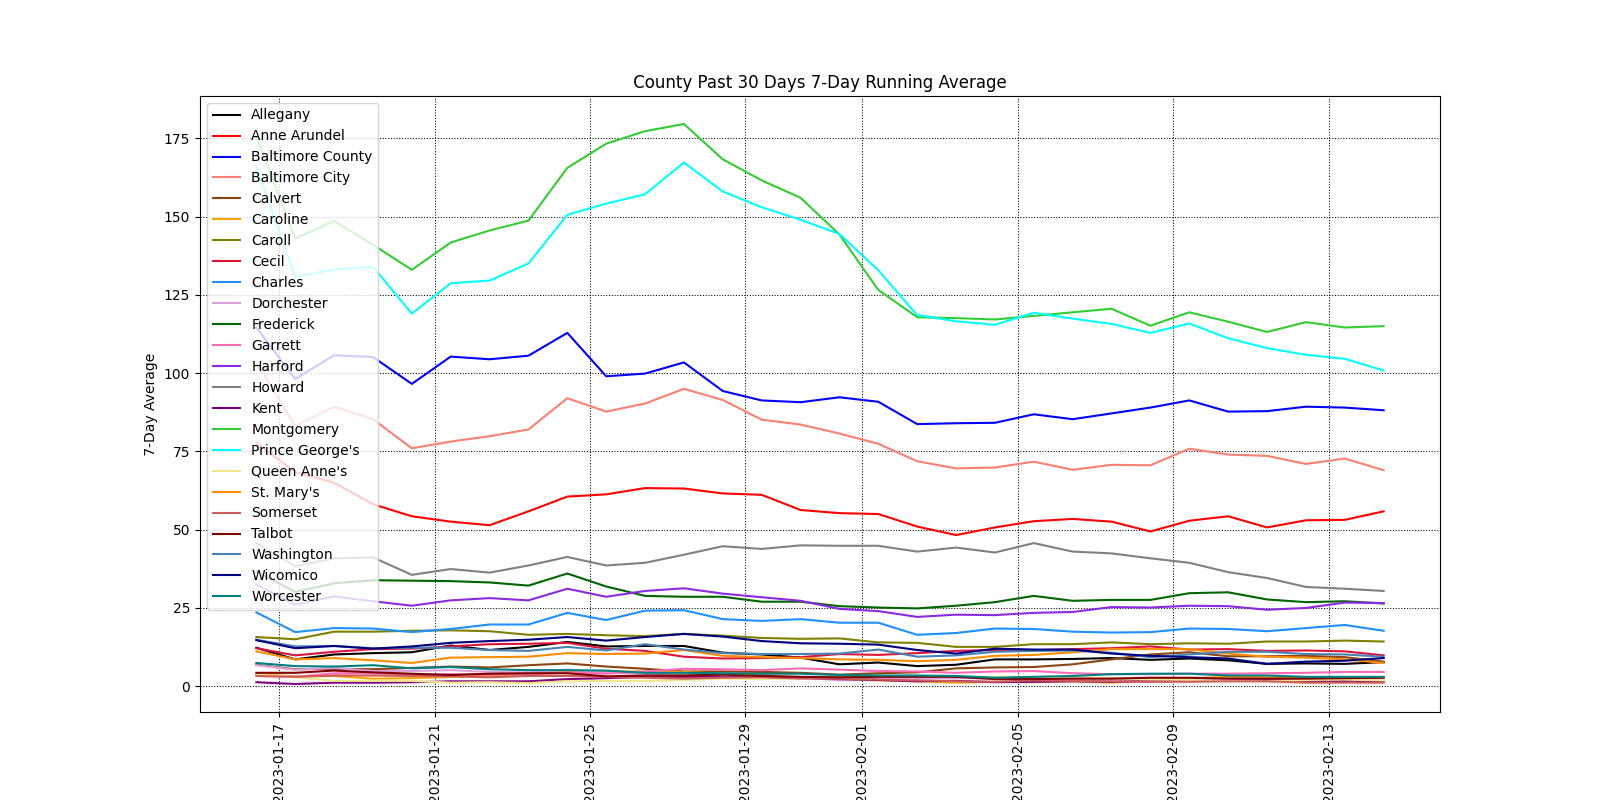 County Past 30 Days 7-Day Running Average
7-Day Average
175
150
125
100
75
50
25
0
Allegany
Anne Arundel
Baltimore County
Baltimore City
Calvert
Caroline
Caroll
Cecil
Charles
Dorchester
Frederick
Garrett
Harford
Howard
Kent
Montgomery
Prince George's
Queen Anne's
St. Mary's
Somerset
Talbot
Washington
Wicomico
Worcester
2023-01-17
2023-01-21
2023-01-25
2023-01-29
2023-02-01
2023-02-05
2023-02-09
2023-02-13